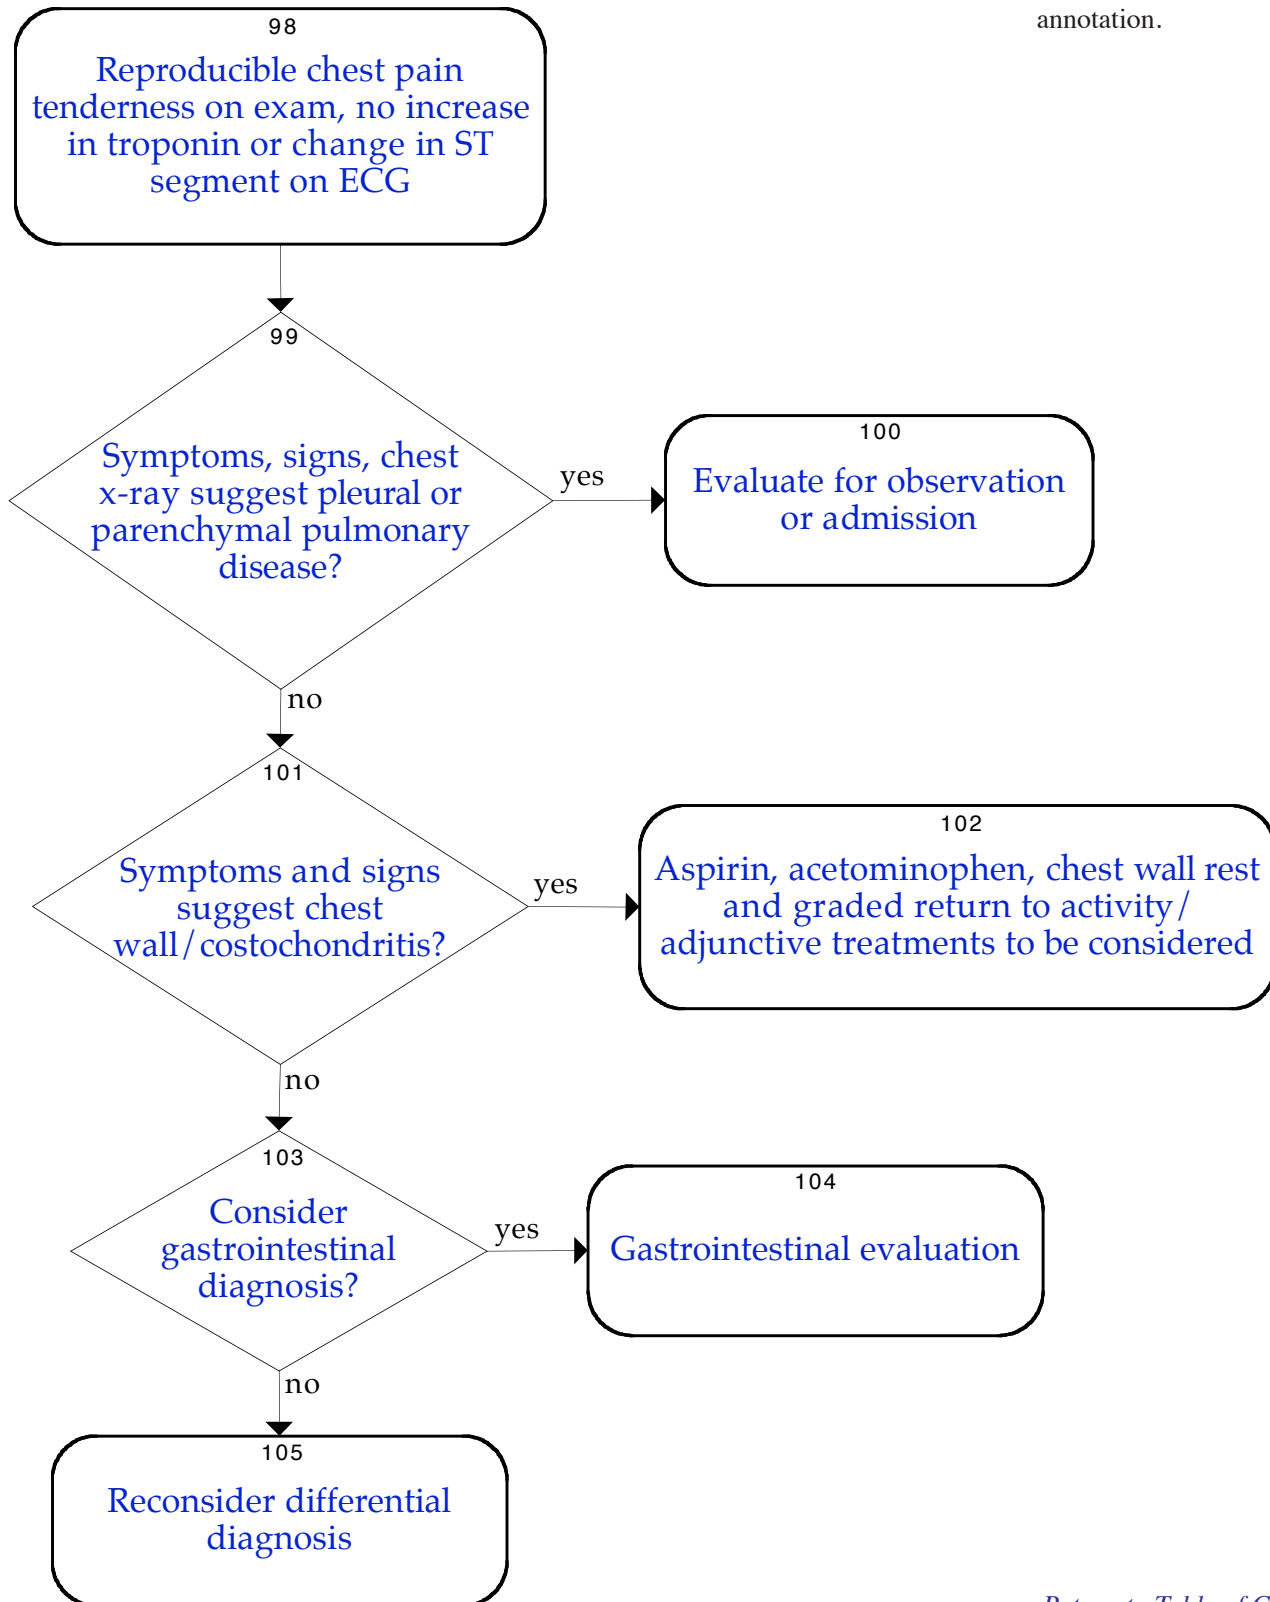 annotation.
98
Reproducible chest pain
tenderness on exam, no increase
in troponin or change in ST
segment on ECG
99
Symptoms, signs, chest
x-ray suggest pleural or
parenchymal pulmonary
disease?
yes
100
Evaluate for observation
or admission
no
101
Symptoms and signs
suggest chest
wall/costochondritis?
yes
102
Aspirin, acetominophen, chest wall rest
and graded return to activity/
adjunctive treatments to be considered
no
103
Consider
gastrointestinal
diagnosis?
yes
104
Gastrointestinal evaluation
no
105
Reconsider differential
diagnosis